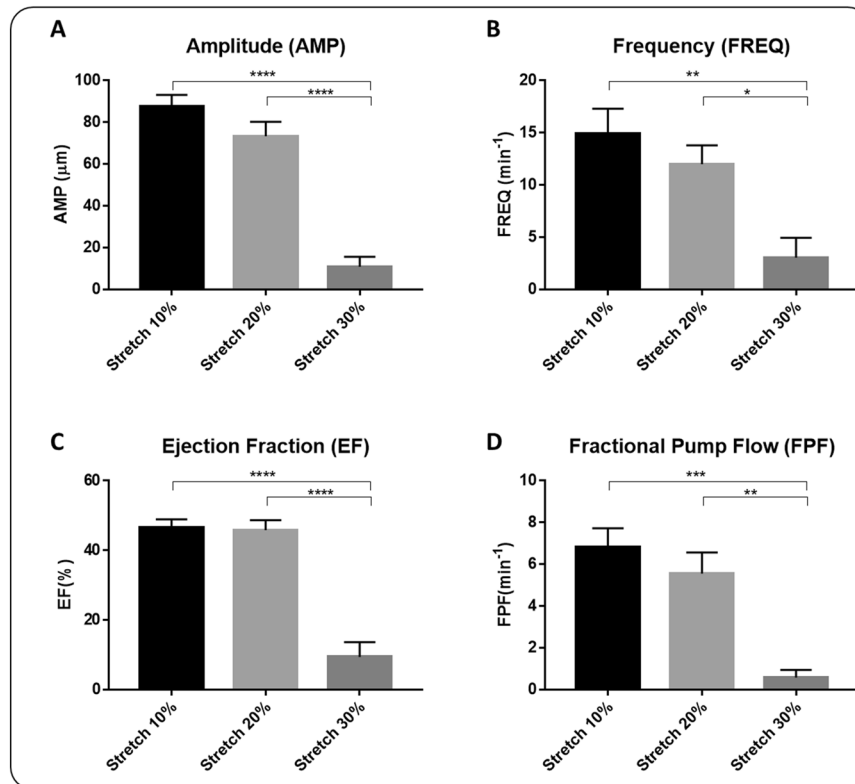 A
Amplitude (AMP)
****
****
AMP (μm)
100
80
60
40
20
0
Stretch 10%
Stretch 20%
Stretch 30%
B
Frequency (FREQ)
**
*
FREQ (min⁻¹)
20
15
10
5
0
Stretch 10%
Stretch 20%
Stretch 30%
C
Ejection Fraction (EF)
****
****
EF(%)
60
40
20
0
Stretch 10%
Stretch 20%
Stretch 30%
D
Fractional Pump Flow (FPF)
***
**
FPF(min⁻¹)
10
8
6
4
2
0
Stretch 10%
Stretch 20%
Stretch 30%